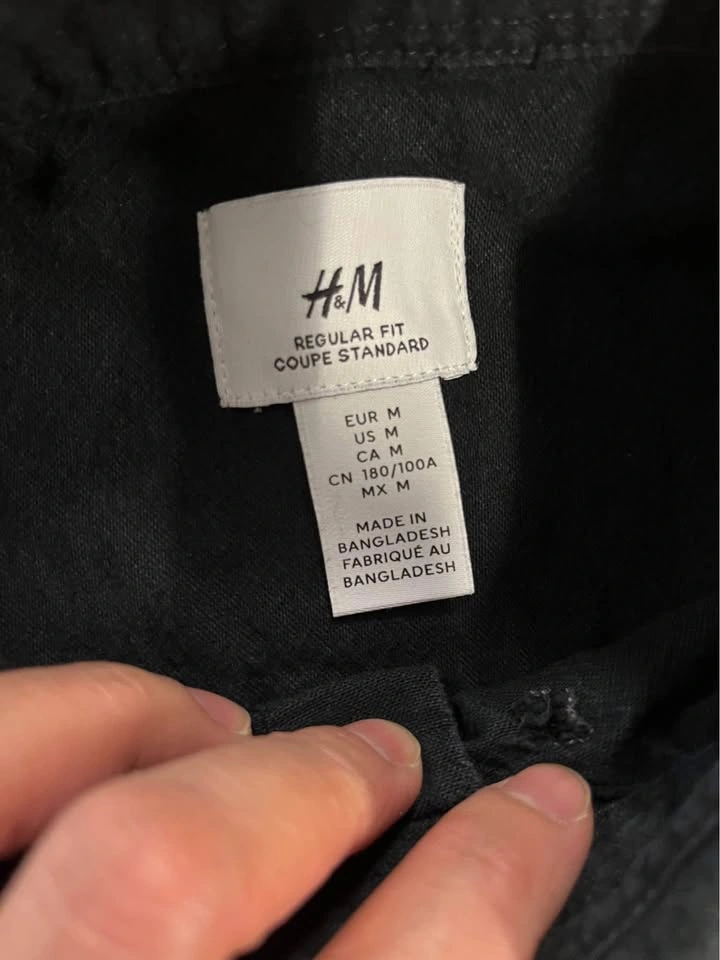 H&M
REGULAR FIT
COUPE STANDARD
EUR M
US M
CA M
CN 180/100A
MX M
MADE IN
BANGLADESH
FABRIQUÉ AU
BANGLADESH